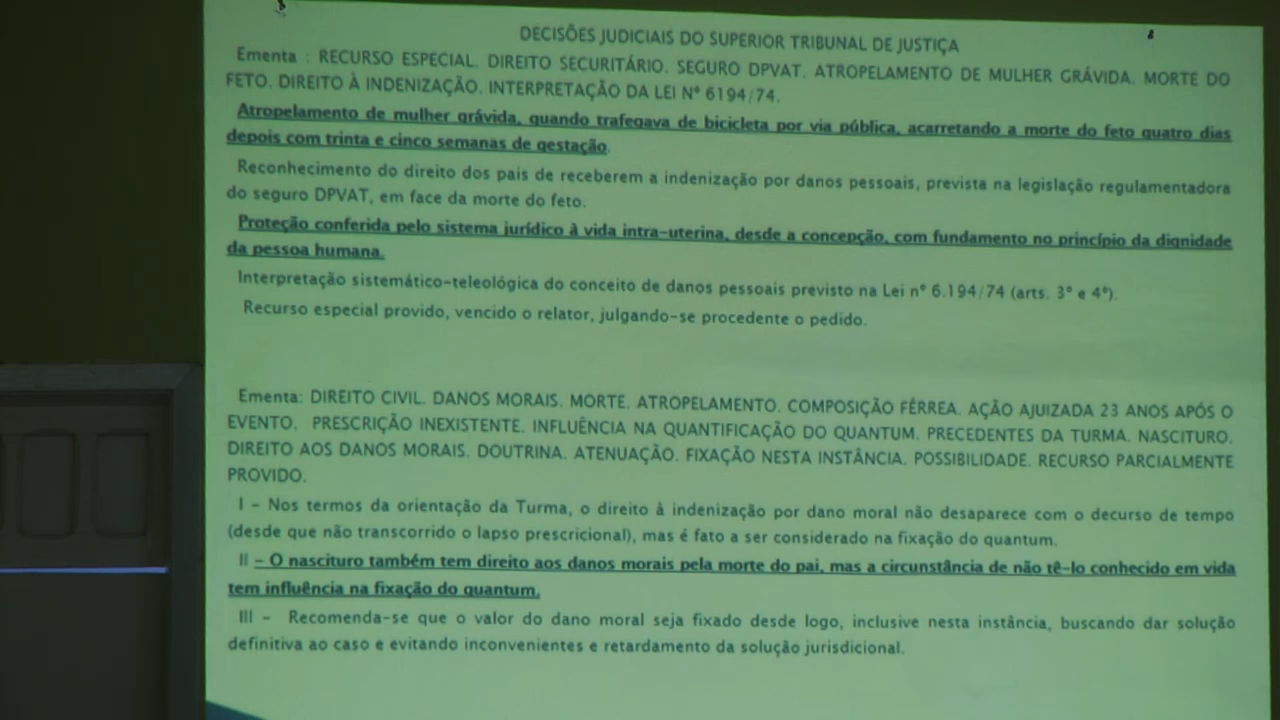 DECISÕES JUDICIAIS DO SUPERIOR TRIBUNAL DE JUSTIÇA
Ementa : RECURSO ESPECIAL. DIREITO SECURITÁRIO. SEGURO DPVAT. ATROPELAMENTO DE MULHER GRÁVIDA. MORTE DO
FETO. DIREITO À INDENIZAÇÃO. INTERPRETAÇÃO DA LEI Nº 6194/74.
Atropelamento de mulher grávida, quando trafegava de bicicleta por via pública, acarretando a morte do feto quatro dias
depois com trinta e cinco semanas de gestação.
Reconhecimento do direito dos pais de receberem a indenização por danos pessoais, prevista na legislação regulamentadora
do seguro DPVAT, em face da morte do feto.
Proteção conferida pelo sistema jurídico à vida intra-uterina, desde a concepção, com fundamento no princípio da dignidade
da pessoa humana.
Interpretação sistemático-teleológica do conceito de danos pessoais previsto na Lei nº 6.194/74 (arts. 3º e 4º).
Recurso especial provido, vencido o relator, julgando-se procedente o pedido.
Ementa: DIREITO CIVIL. DANOS MORAIS. MORTE. ATROPELAMENTO. COMPOSIÇÃO FÉRREA. AÇÃO AJUIZADA 23 ANOS APÓS O
EVENTO. PRESCRIÇÃO INEXISTENTE. INFLUÊNCIA NA QUANTIFICAÇÃO DO QUANTUM. PRECEDENTES DA TURMA. NASCITURO.
DIREITO AOS DANOS MORAIS. DOUTRINA. ATENUAÇÃO. FIXAÇÃO NESTA INSTÂNCIA. POSSIBILIDADE. RECURSO PARCIALMENTE
PROVIDO.
I - Nos termos da orientação da Turma, o direito à indenização por dano moral não desaparece com o decurso de tempo
(desde que não transcorrido o lapso prescricional), mas é fato a ser considerado na fixação do quantum.
II - O nascituro também tem direito aos danos morais pela morte do pai, mas a circunstância de não tê-lo conhecido em vida
tem influência na fixação do quantum.
III - Recomenda-se que o valor do dano moral seja fixado desde logo, inclusive nesta instância, buscando dar solução
definitiva ao caso e evitando inconvenientes e retardamento da solução jurisdicional.